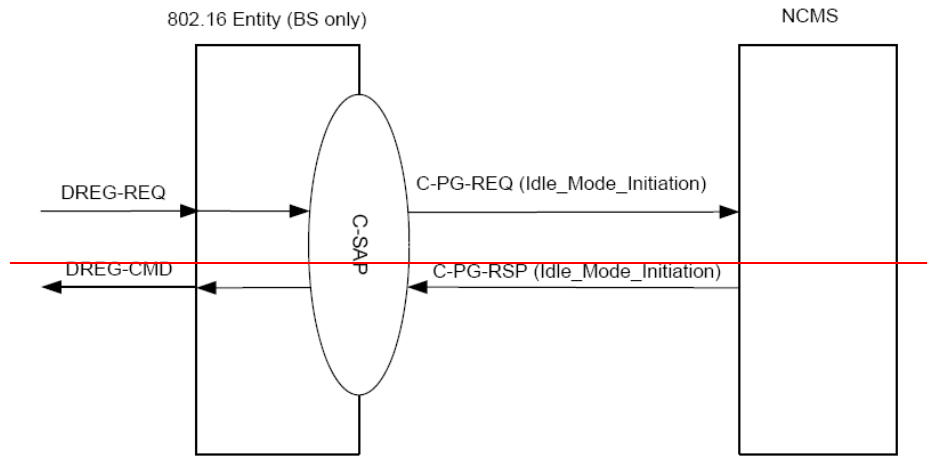 802.16 Entity (BS only)
NCMS
DREG-REQ
C-PG-REQ (Idle_Mode_Initiation)
C-SAP
DREG-CMD
C-PG-RSP (Idle_Mode_Initiation)